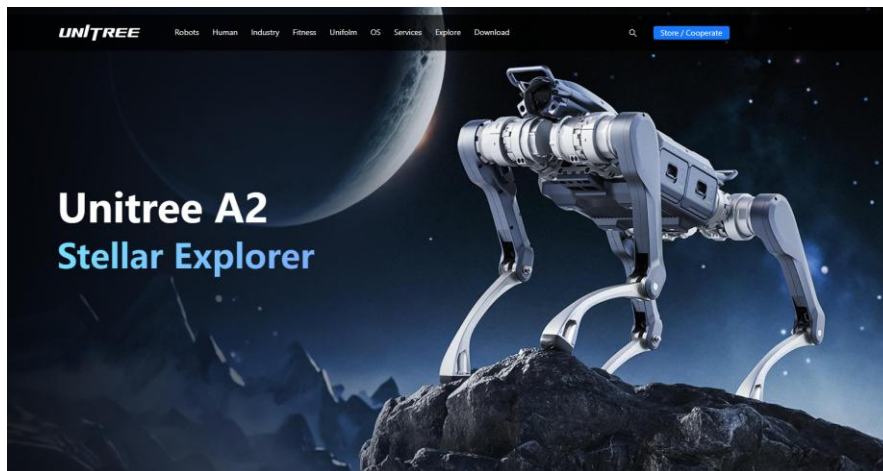 UNITREE
Robots Human Industry Fitness Unifolm OS Services Explore Download
Store / Cooperate
Unitree A2
Stellar Explorer